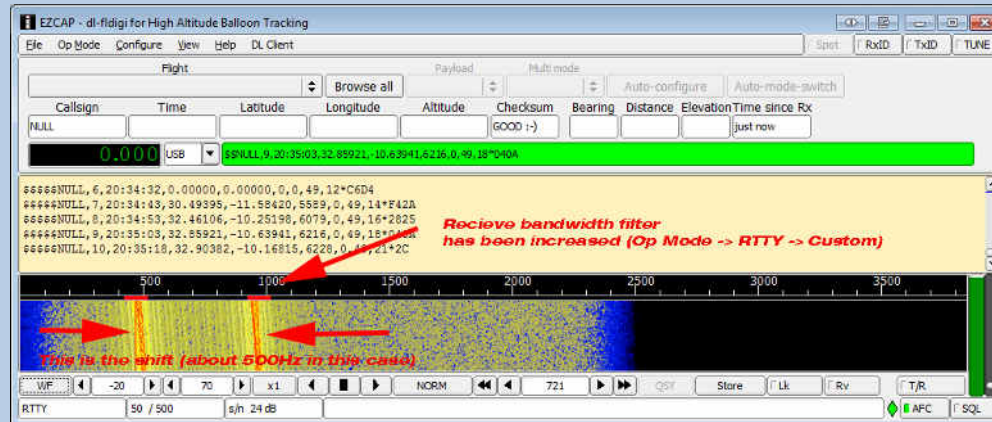 EZCAP - dl-fldigi for High Altitude Balloon Tracking
File Op Mode Configure View Help DL Client Spot RxID TxID TUNE
Flight Payload Multi mode
Browse all Auto-configure Auto-mode-switch
Callsign Time Latitude Longitude Altitude Checksum Bearing Distance Elevation Time since Rx
NULL GOOD :-) just now
0.000 USB $$NULL,9,20:35:03,32.85921,-10.63941,6216,0,49,18*040A
$$$$$NULL,6,20:34:32,0.00000,0.00000,0,0,49,12*C6D4
$$$$$NULL,7,20:34:43,30.49395,-11.58420,5589,0,49,14*F42A
$$$$$NULL,8,20:34:53,32.46106,-10.25198,6079,0,49,16*2825
$$$$$NULL,9,20:35:03,32.85921,-10.63941,6216,0,49,18*040A
$$$$$NULL,10,20:35:18,32.90382,-10.16815,6228,0,49,21*2C
Recieve bandwidth filter
has been increased (Op Mode -> RTTY -> Custom)
500 1000 1500 2000 2500 3000 3500
This is the shift (about 500Hz in this case)
WF -20 70 x1 NORM 721 QSY Store Lk Rv T/R
RTTY 50 / 500 s/n 24 dB AFC SQL